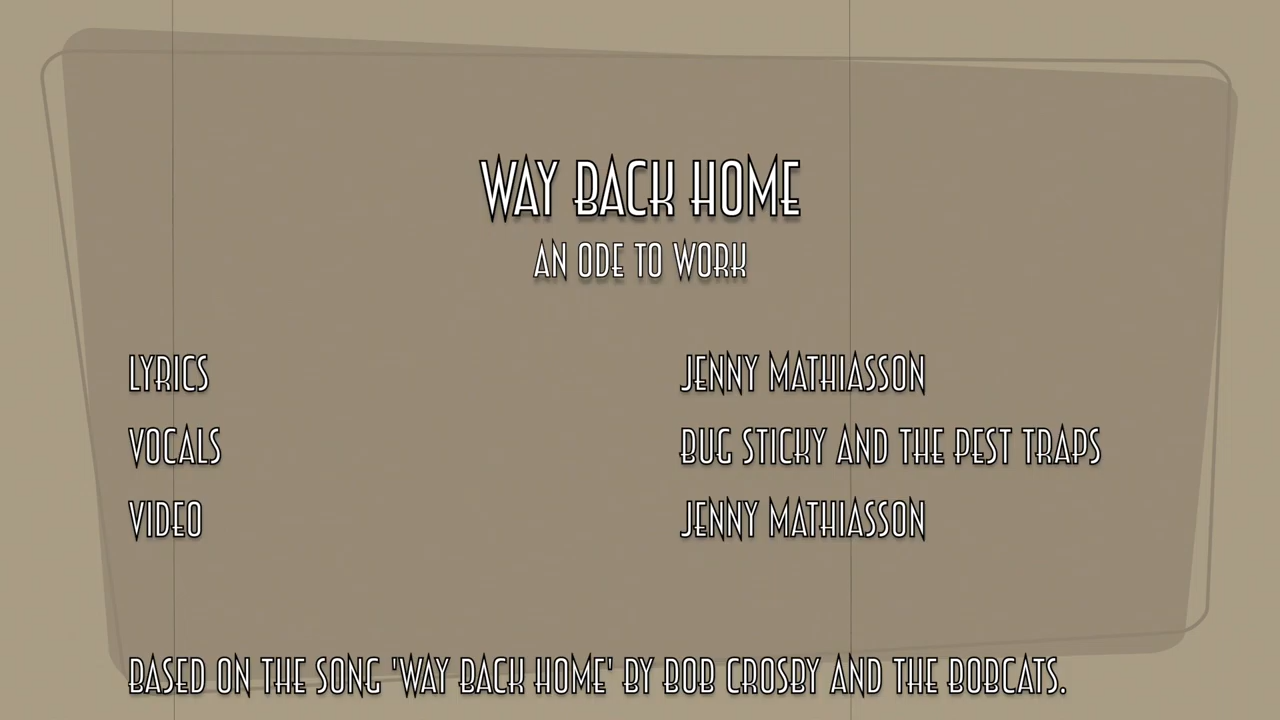 WAY BACK HOME
AN ODE TO WORK
LYRICS JENNY MATHIASSON
VOCALS BUG STICKY AND THE PEST TRAPS
VIDEO JENNY MATHIASSON
BASED ON THE SONG 'WAY BACK HOME' BY BOB CROSBY AND THE BOBCATS.